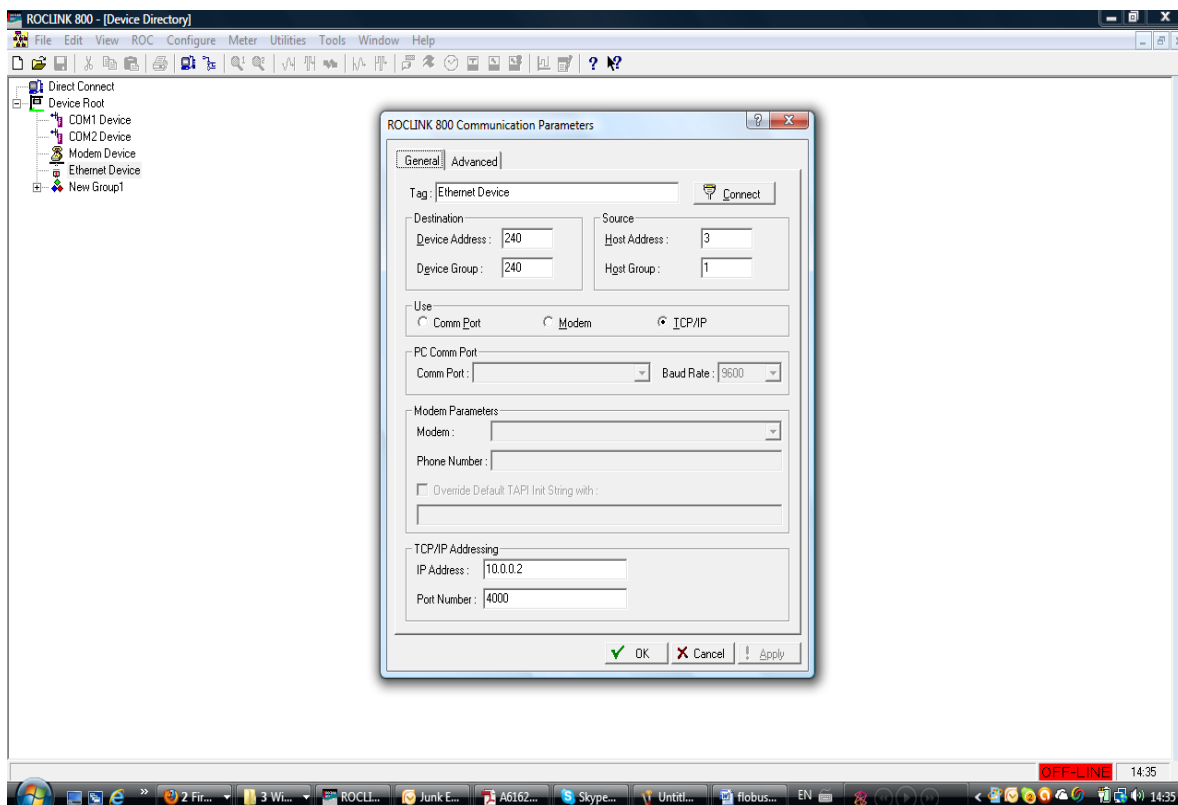 ROCLINK 800 - [Device Directory]
File Edit View ROC Configure Meter Utilities Tools Window Help
Direct Connect
Device Root
COM1 Device
COM2 Device
Modem Device
Ethernet Device
New Group1
ROCLINK 800 Communication Parameters
General Advanced
Tag : Ethernet Device Connect
Destination
Device Address : 240
Device Group : 240
Source
Host Address : 3
Host Group : 1
Use
Comm Port Modem TCP/IP
PC Comm Port
Comm Port : Baud Rate : 9600
Modem Parameters
Modem :
Phone Number :
Override Default TAPI Init String with :
TCP/IP Addressing
IP Address : 10.0.0.2
Port Number : 4000
OK Cancel Apply
OFF-LINE 14:35
2 Fir... 3 Wi... ROCLI... Junk E... A6162... Skype... Untitl... flobus... EN 14:35